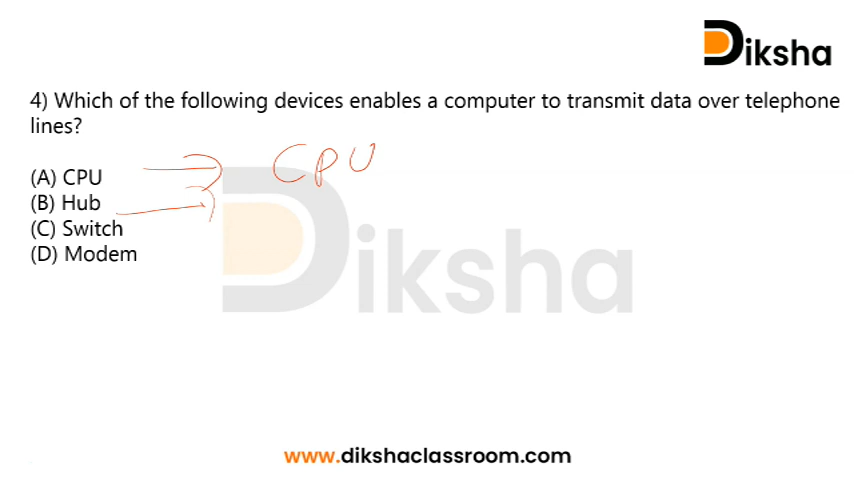 Diksha
4) Which of the following devices enables a computer to transmit data over telephone
lines?
CPU
(A) CPU
(B) Hub
(C) Switch
(D) Modem
Diksha
www.dikshaclassroom.com